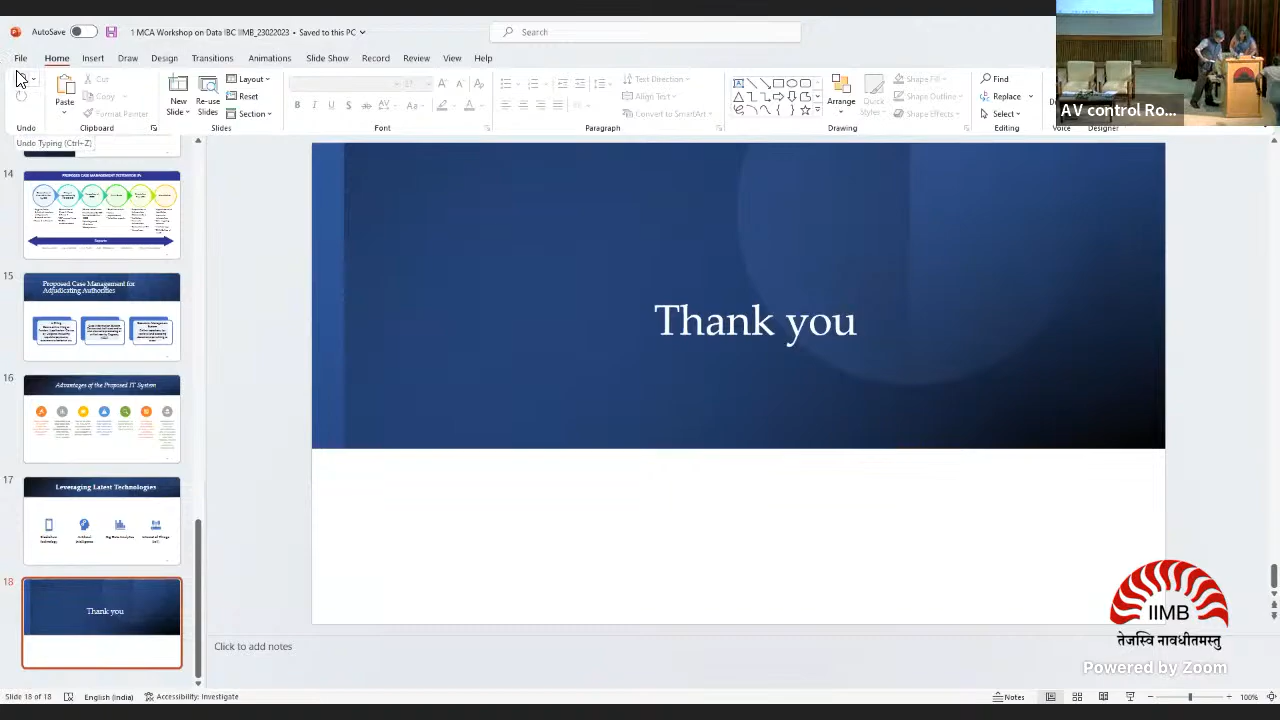 AutoSave
1 MCA Workshop on Data IBC IIMB_23022023 • Saved to this PC
Search
File Home Insert Draw Design Transitions Animations Slide Show Record Review View Help
Cut
Copy
Format Painter
Paste
New Slide
Re-use Slides
Layout
Reset
Section
Text Direction
Align Text
Convert to SmartArt
Arrange
Quick Styles
Shape Fill
Shape Outline
Shape Effects
Find
Replace
Select
Undo Clipboard Slides Font Paragraph Drawing Editing Voice Designer
Undo Typing (Ctrl+Z)
A V control Ro...
14
15
Proposed Case Management for
Adjudicating Authorities
16
Advantages of the Proposed IT System
17
Leveraging Latest Technologies
18
Thank you
Thank you
IIMB
तेजस्वि नावधीतमस्तु
Powered by Zoom
Click to add notes
Slide 18 of 18 English (India) Accessibility: Investigate Notes 100%